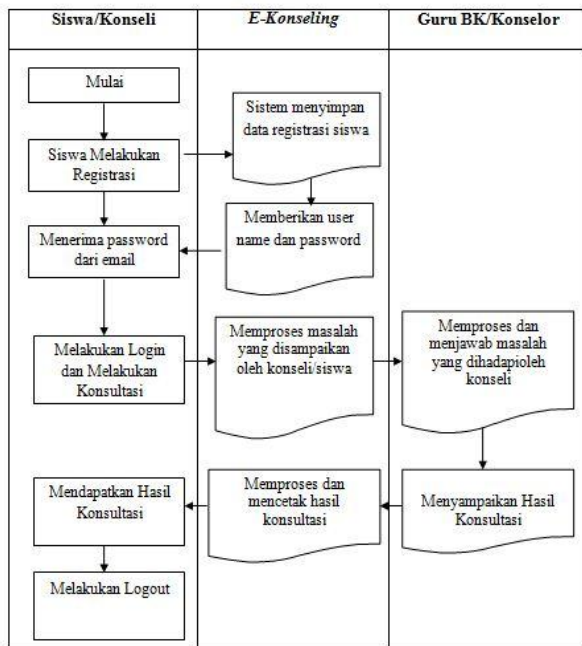 Siswa/Konseli
E-Konseling
Guru BK/Konselor
Mulai
Siswa Melakukan
Registrasi
Sistem menyimpan
data registrasi siswa
Memberikan user
name dan password
Menerima password
dari email
Melakukan Login
dan Melakukan
Konsultasi
Memproses masalah
yang disampaikan
oleh konseli/siswa
Memproses dan
menjawab masalah
yang dihadapioleh
konseli
Menyampaikan Hasil
Konsultasi
Memproses dan
mencetak hasil
konsultasi
Mendapatkan Hasil
Konsultasi
Melakukan Logout